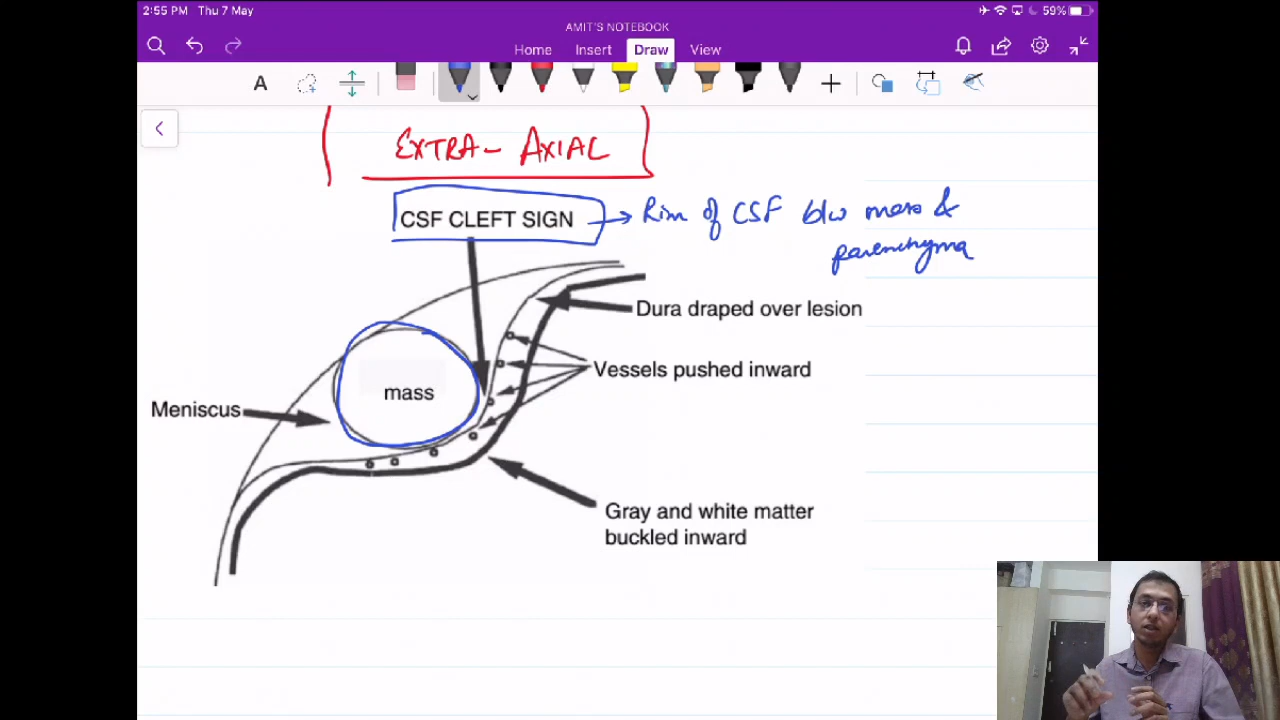 2:55 PM Thu 7 May
59%
AMIT'S NOTEBOOK
Home Insert Draw View
A
EXTRA- AXIAL
CSF CLEFT SIGN → Rim of CSF b/w mass &
parenchyma
Dura draped over lesion
Vessels pushed inward
mass
Meniscus
Gray and white matter
buckled inward